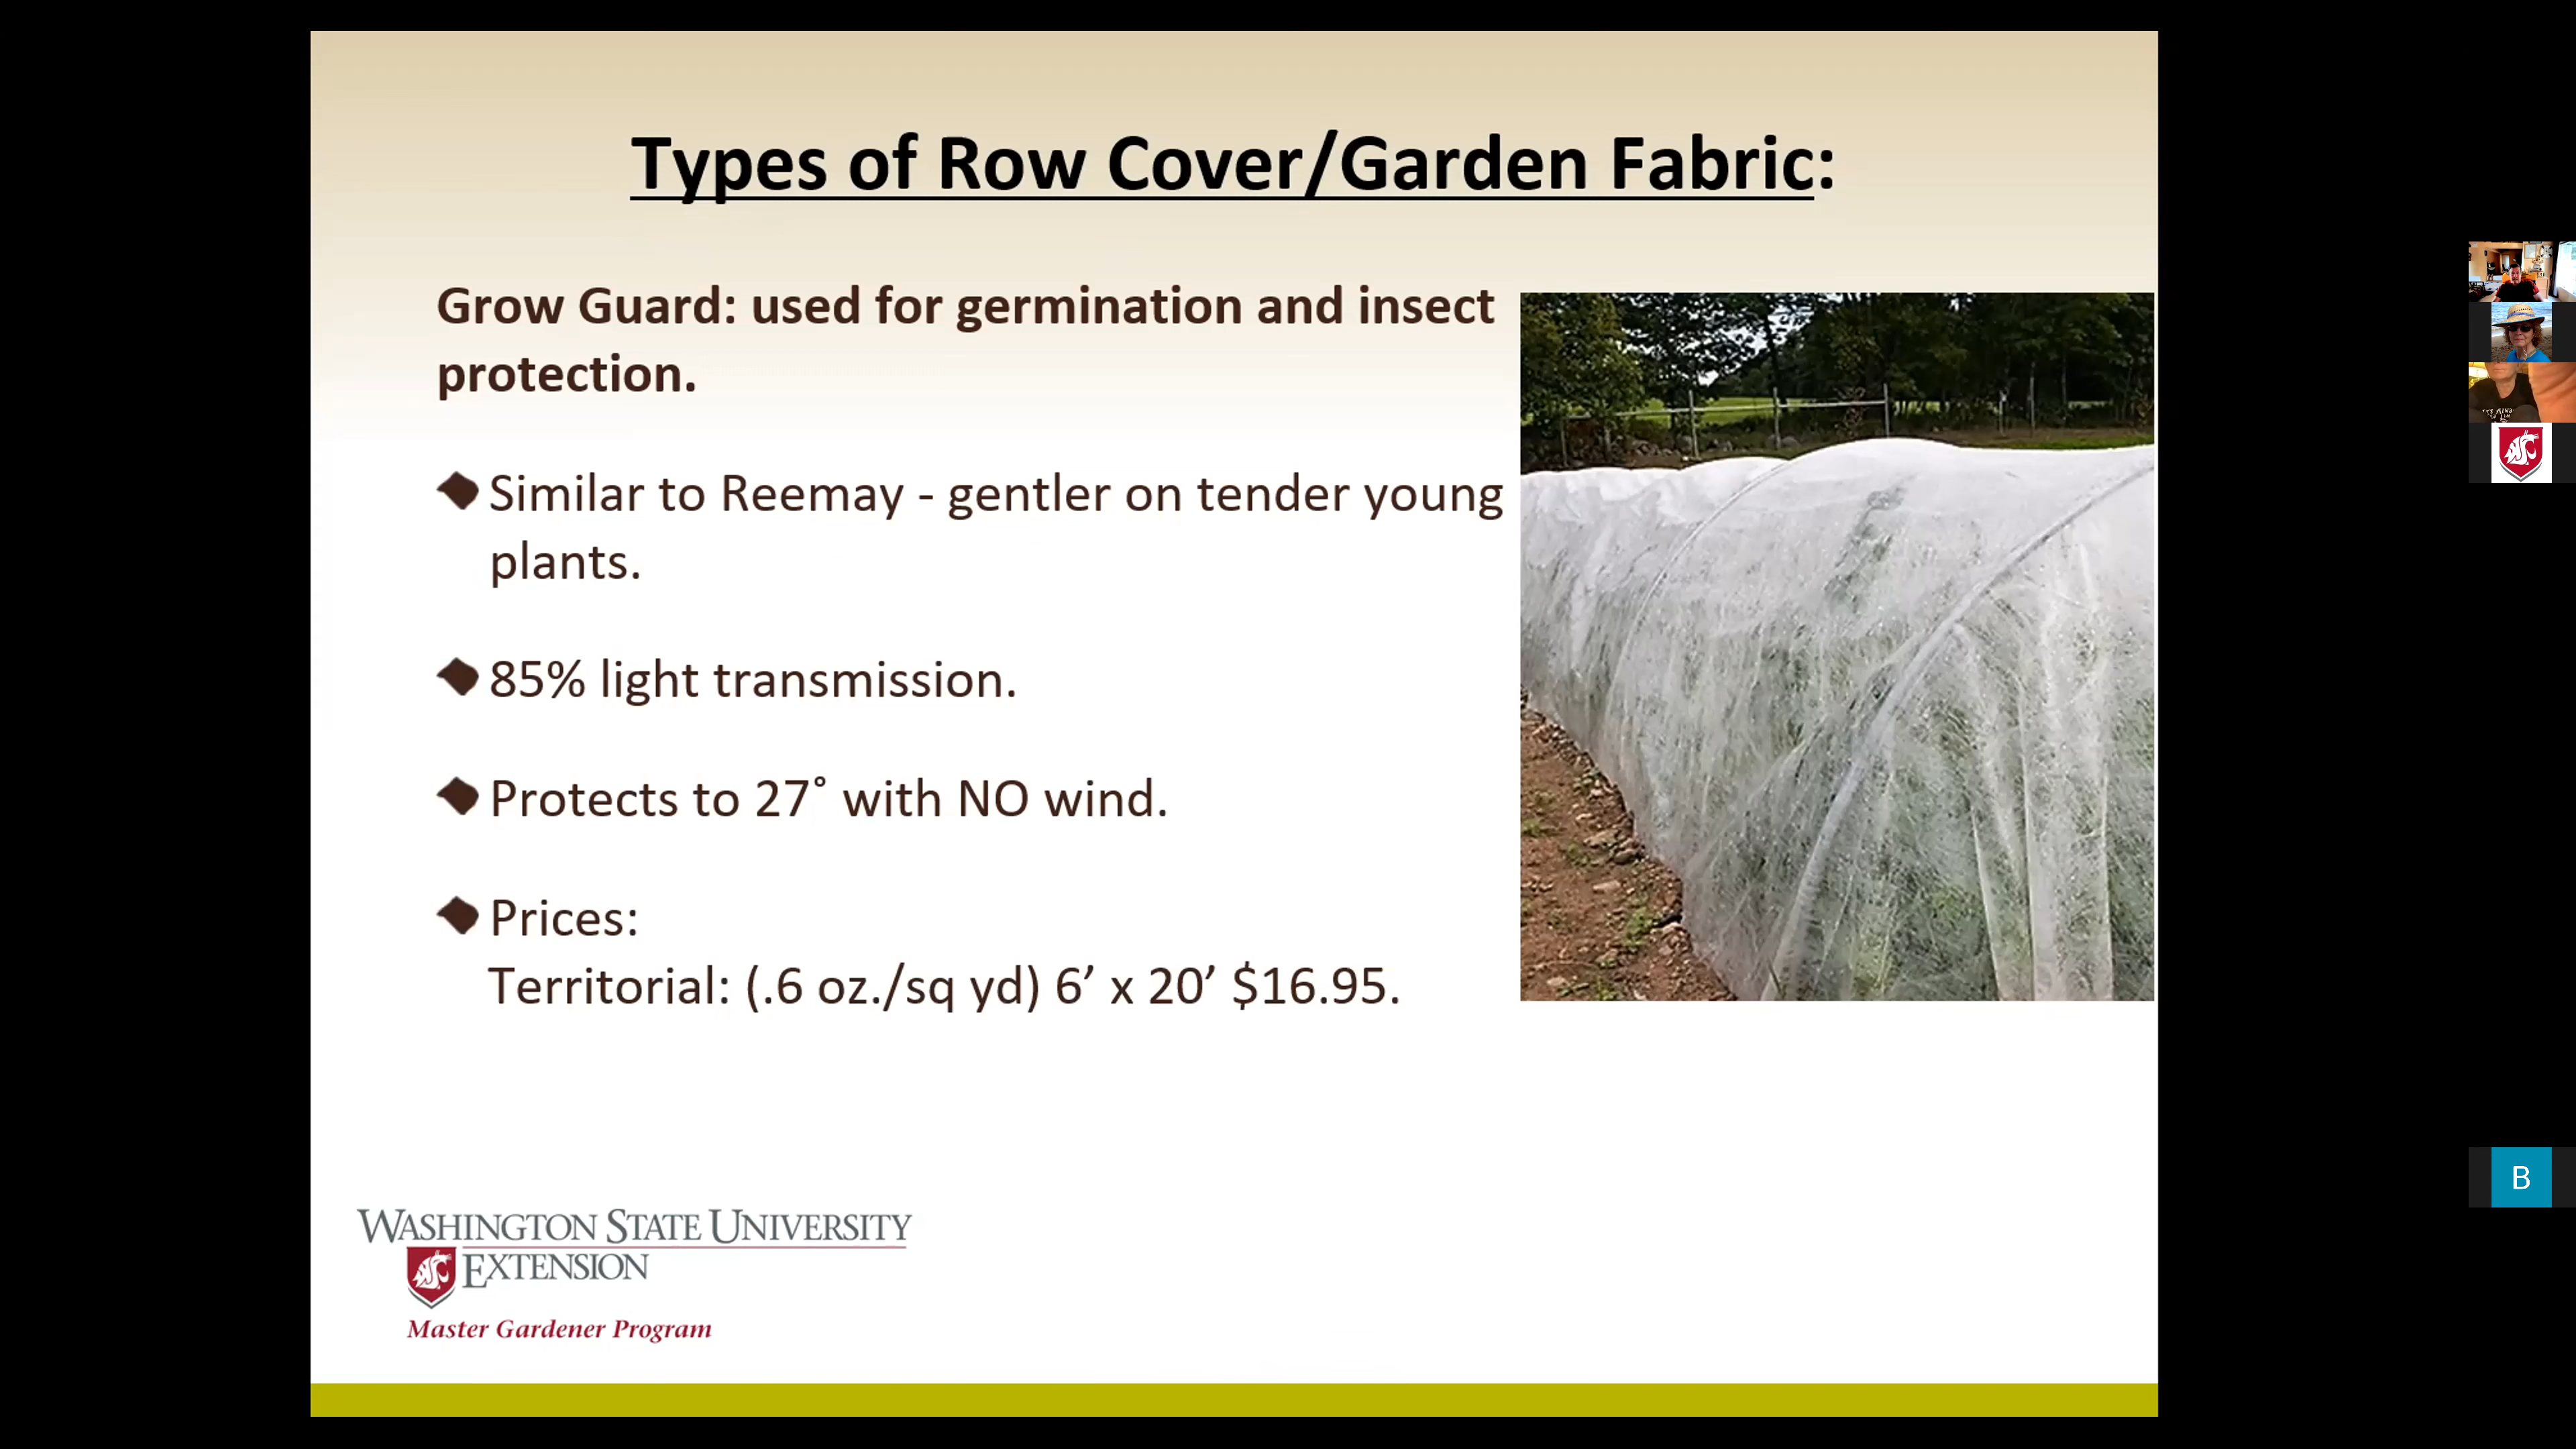 Types of Row Cover/Garden Fabric:
Grow Guard: used for germination and insect
protection.
Similar to Reemay - gentler on tender young
plants.
85% light transmission.
Protects to 27˚ with NO wind.
Prices:
Territorial: (.6 oz./sq yd) 6’ x 20’ $16.95.
WASHINGTON STATE UNIVERSITY
EXTENSION
Master Gardener Program
B